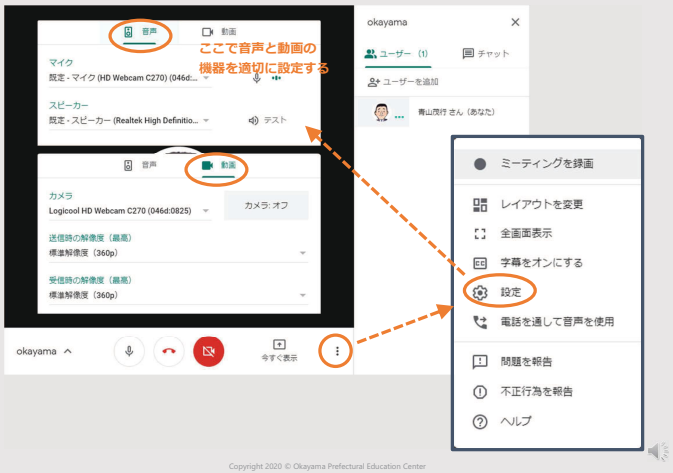 音声
動画
ここで音声と動画の
機器を適切に設定する
マイク
既定 - マイク (HD Webcam C270) (046d:...
スピーカー
既定 - スピーカー (Realtek High Definitio...
テスト
音声
動画
カメラ
Logicool HD Webcam C270 (046d:0825)
カメラ: オフ
送信時の解像度（最高）
標準解像度（360p）
受信時の解像度（最高）
標準解像度（360p）
okayama
今すぐ表示
okayama
ユーザー（1）
チャット
ユーザーを追加
青山茂行 さん（あなた）
ミーティングを録画
レイアウトを変更
全画面表示
CC
字幕をオンにする
設定
電話を通して音声を使用
問題を報告
不正行為を報告
ヘルプ
Copyright 2020 © Okayama Prefectural Education Center